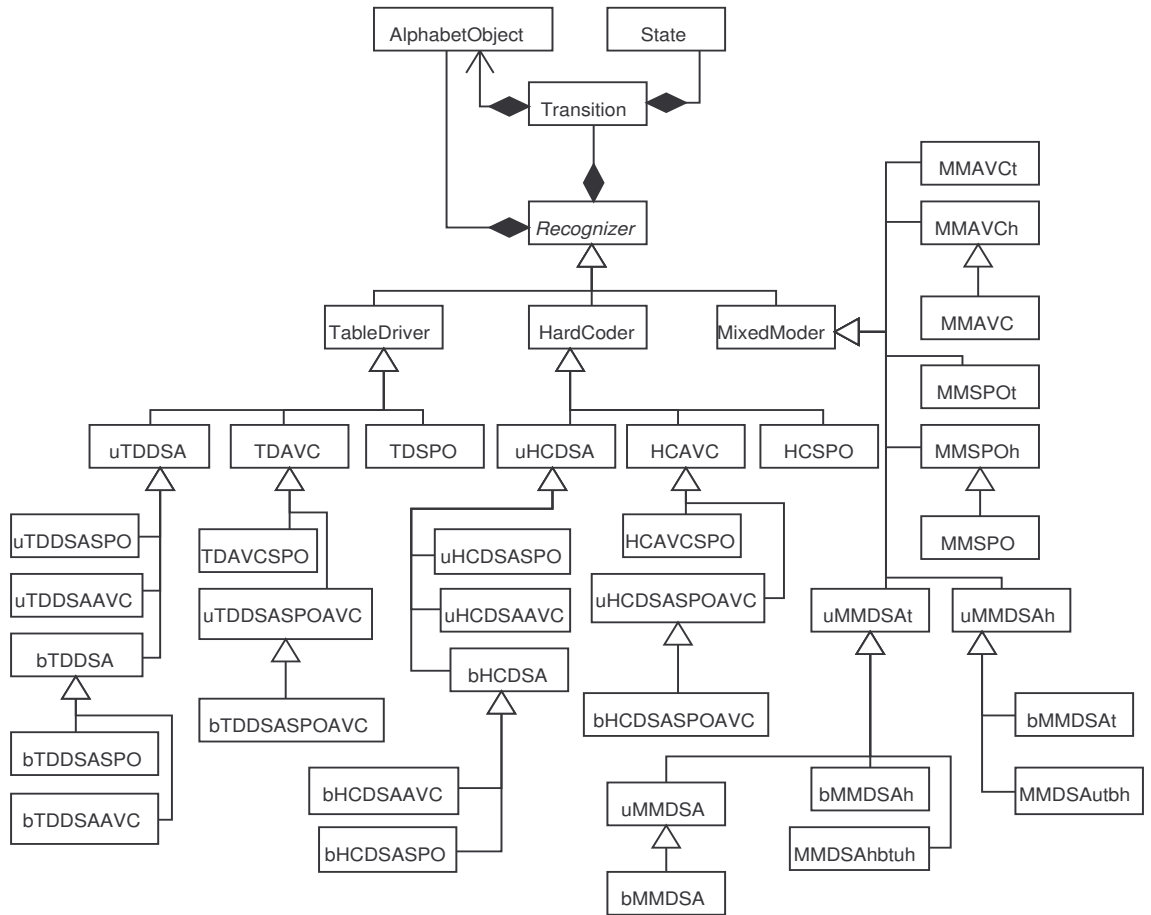 AlphabetObject
State
Transition
Recognizer
MMAVCt
MMAVCh
MMAVC
TableDriver
HardCoder
MixedModer
MMSPOt
uTDDSA
TDAVC
TDSPO
uHCDSA
HCAVC
HCSPO
MMSPOh
MMSPO
uTDDSASPO
TDAVCSPO
uHCDSASPO
HCAVCSPO
uTDDSAAVC
uTDDSASPOAVC
uHCDSAAVC
uHCDSASPOAVC
uMMDSAt
uMMDSAh
bTDDSA
bHCDSA
bTDDSASPOAVC
bHCDSASPOAVC
bMMDSAt
bTDDSASPO
bHCDSAAVC
bMMDSAh
MMDSAutbh
bTDDSAAVC
uMMDSA
bHCDSASPO
MMDSAhbtuh
bMMDSA